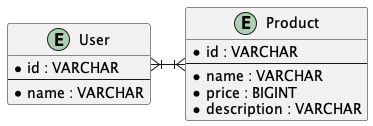 E User
* id : VARCHAR
* name : VARCHAR
E Product
* id : VARCHAR
* name : VARCHAR
* price : BIGINT
* description : VARCHAR